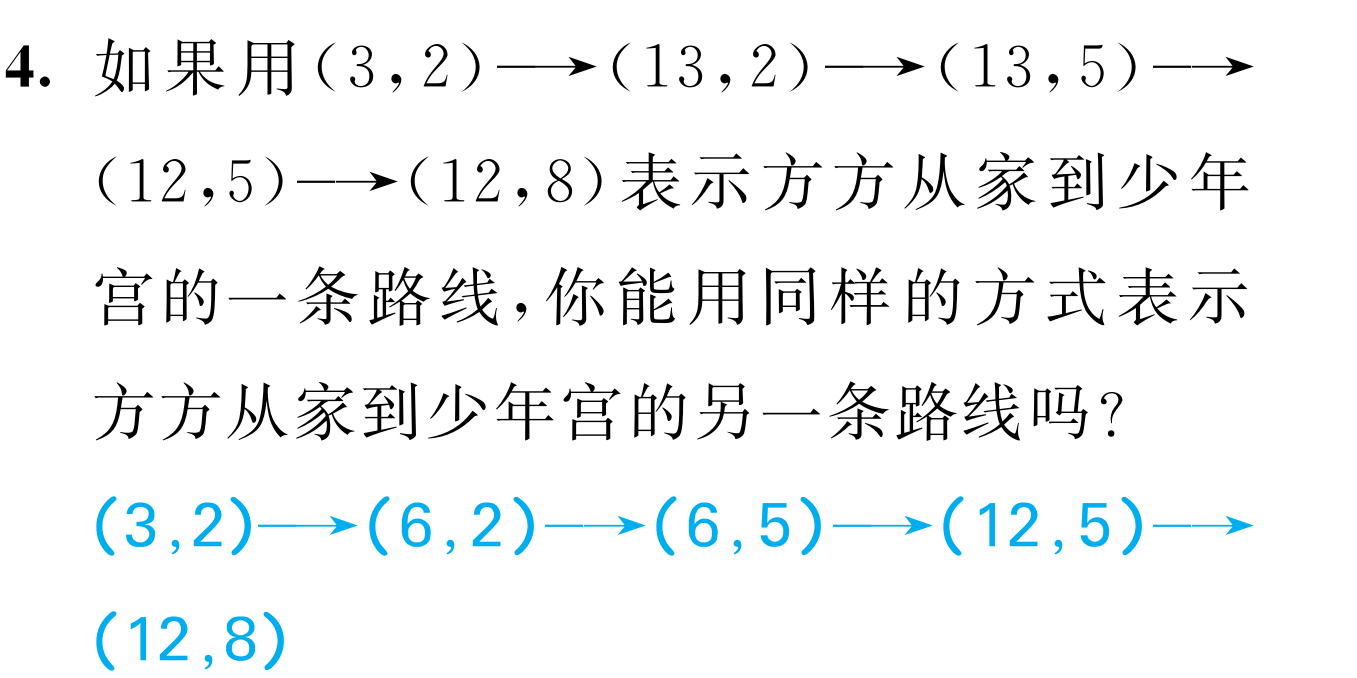 4. 如果用(3,2)→(13,2)→(13,5)→
(12,5)→(12,8)表示方方从家到少年
宫的一条路线,你能用同样的方式表示
方方从家到少年宫的另一条路线吗?
(3,2)→(6,2)→(6,5)→(12,5)→
(12,8)